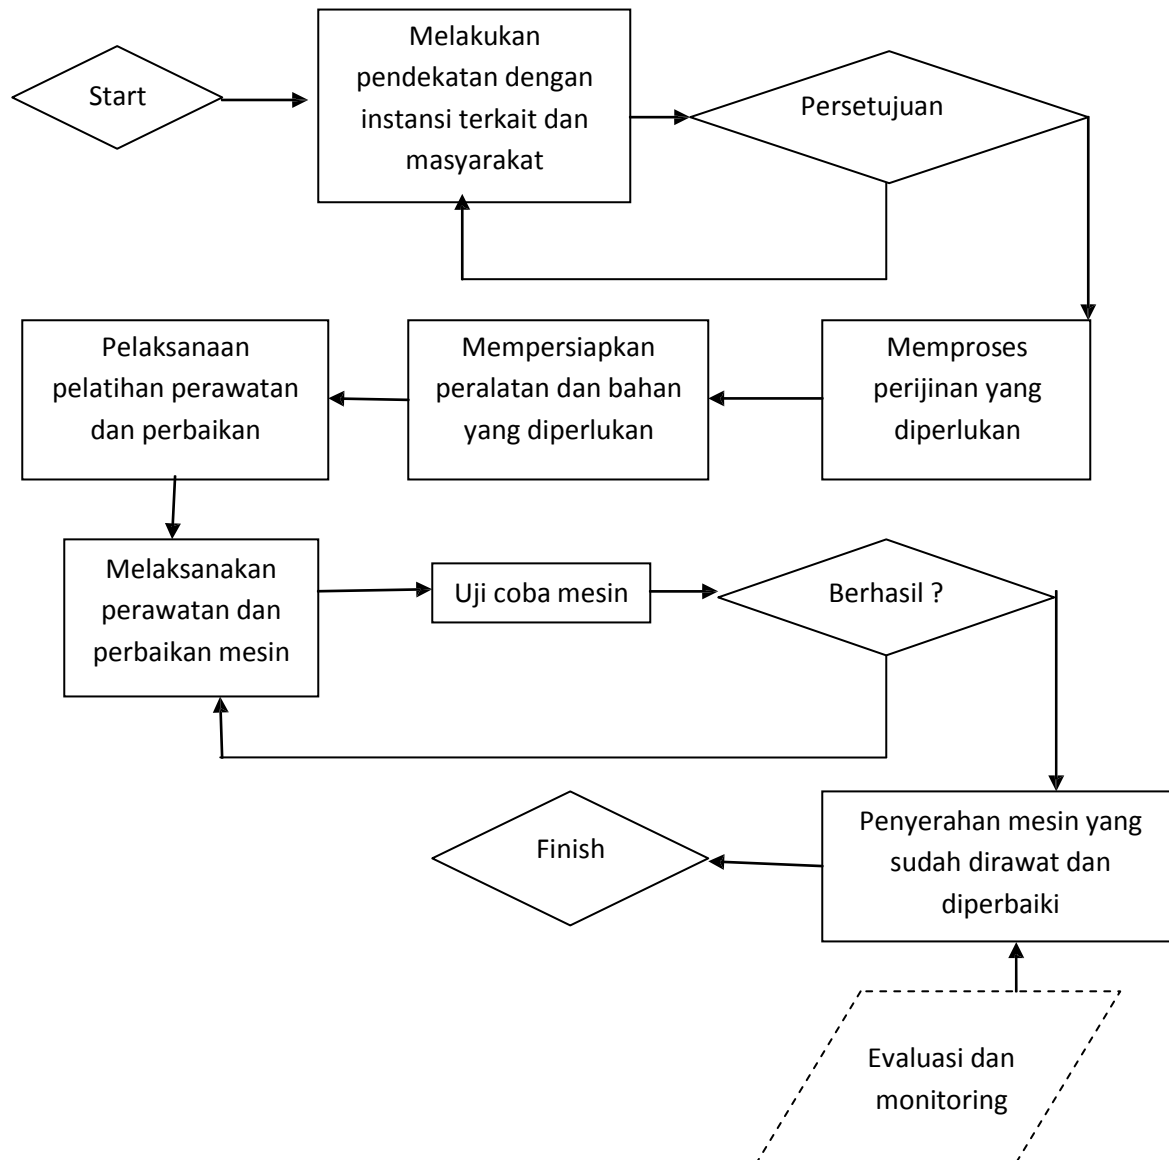 Start
Melakukan
pendekatan dengan
instansi terkait dan
masyarakat
Persetujuan
Memproses
perijinan yang
diperlukan
Mempersiapkan
peralatan dan bahan
yang diperlukan
Pelaksanaan
pelatihan perawatan
dan perbaikan
Melaksanakan
perawatan dan
perbaikan mesin
Uji coba mesin
Berhasil ?
Penyerahan mesin yang
sudah dirawat dan
diperbaiki
Finish
Evaluasi dan
monitoring